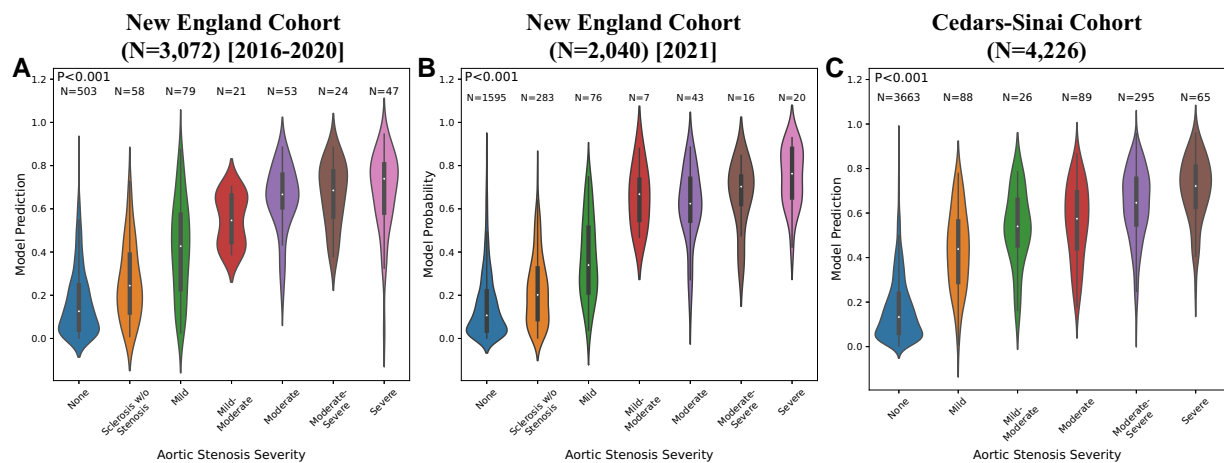 New England Cohort
(N=3,072) [2016-2020]
A
P<0.001
N=503 N=58 N=79 N=21 N=53 N=24 N=47
1.2
1.0
0.8
0.6
0.4
0.2
0.0
Model Prediction
None
Sclerosis w/o
Stenosis
Mild
Mild-
Moderate
Moderate
Moderate-
Severe
Severe
Aortic Stenosis Severity
New England Cohort
(N=2,040) [2021]
B
P<0.001
N=1595 N=283 N=76 N=7 N=43 N=16 N=20
1.2
1.0
0.8
0.6
0.4
0.2
0.0
Model Probability
None
Sclerosis w/o
Stenosis
Mild
Mild-
Moderate
Moderate
Moderate-
Severe
Severe
Aortic Stenosis Severity
Cedars-Sinai Cohort
(N=4,226)
C
P<0.001
N=3663 N=88 N=26 N=89 N=295 N=65
1.2
1.0
0.8
0.6
0.4
0.2
0.0
Model Prediction
None
Mild
Mild-
Moderate
Moderate
Moderate-
Severe
Severe
Aortic Stenosis Severity